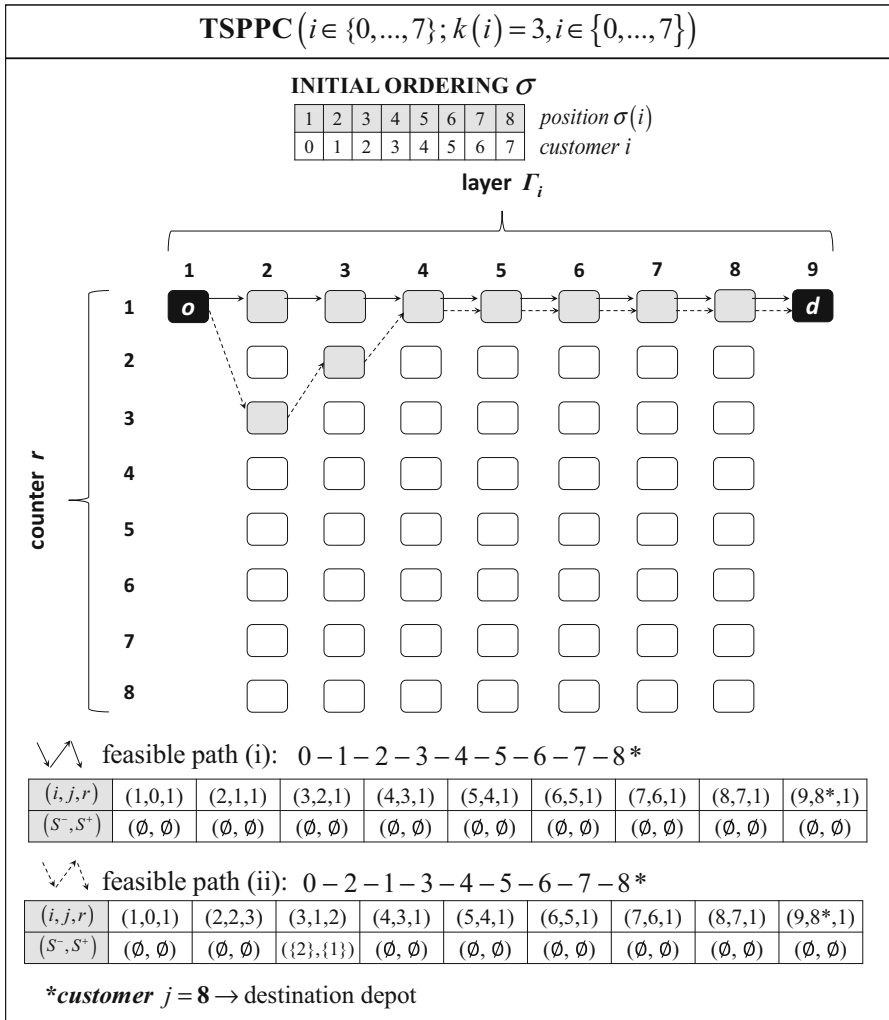 TSPPC(i ∈ {0,...,7}; k(i) = 3, i ∈ {0,...,7})
INITIAL ORDERING σ
1 2 3 4 5 6 7 8 position σ(i)
0 1 2 3 4 5 6 7 customer i
layer Γᵢ
1 2 3 4 5 6 7 8 9
1 o d
2
3
4
counter r
5
6
7
8
feasible path (i): 0 − 1 − 2 − 3 − 4 − 5 − 6 − 7 − 8*
(i, j, r) (1,0,1) (2,1,1) (3,2,1) (4,3,1) (5,4,1) (6,5,1) (7,6,1) (8,7,1) (9,8*,1)
(S⁻, S⁺) (∅, ∅) (∅, ∅) (∅, ∅) (∅, ∅) (∅, ∅) (∅, ∅) (∅, ∅) (∅, ∅) (∅, ∅)
feasible path (ii): 0 − 2 − 1 − 3 − 4 − 5 − 6 − 7 − 8*
(i, j, r) (1,0,1) (2,2,3) (3,1,2) (4,3,1) (5,4,1) (6,5,1) (7,6,1) (8,7,1) (9,8*,1)
(S⁻, S⁺) (∅, ∅) (∅, ∅) ({2},{1}) (∅, ∅) (∅, ∅) (∅, ∅) (∅, ∅) (∅, ∅) (∅, ∅)
*customer j = 8 → destination depot